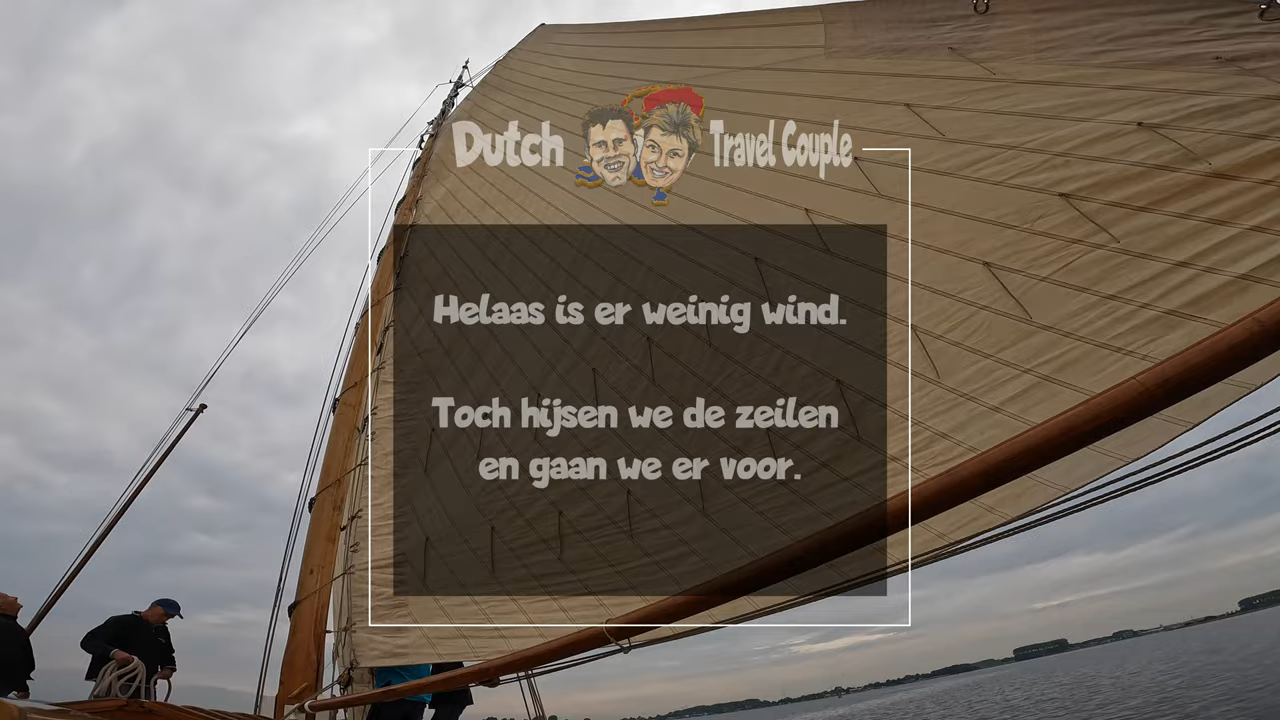 Dutch Travel Couple
Helaas is er weinig wind.
Toch hijsen we de zeilen
en gaan we er voor.